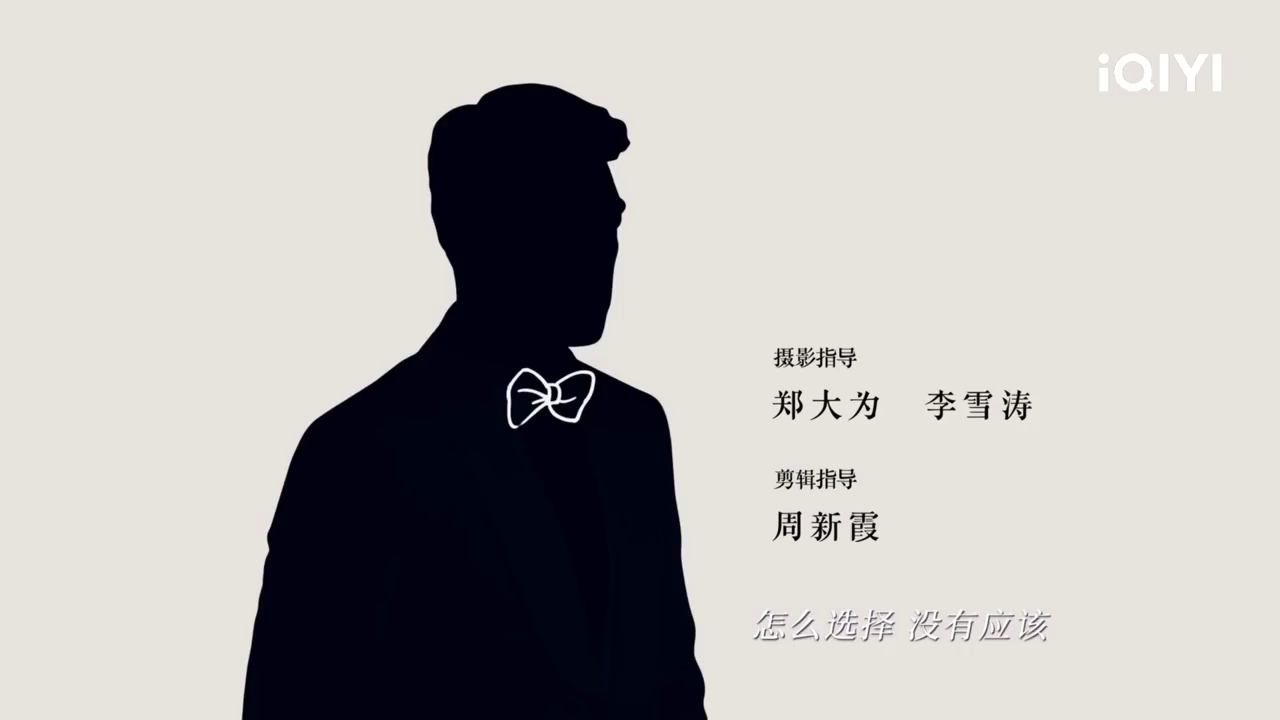 iQIYI
摄影指导
郑大为 李雪涛
剪辑指导
周新霞
怎么选择 没有应该